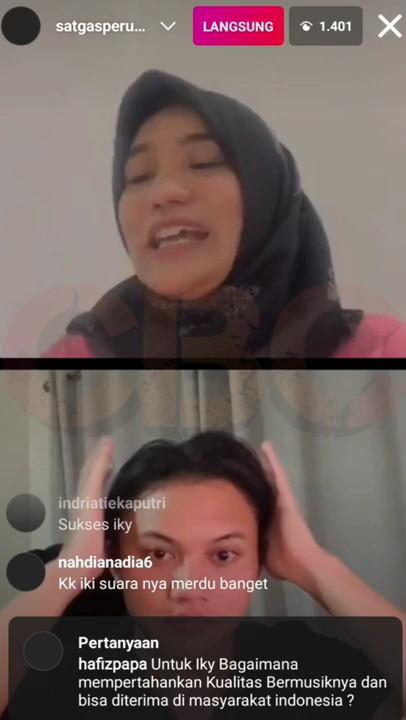 satgasperu...
LANGSUNG
1.401
CBC
indriatiekaputri
Sukses iky
nahdianadia6
Kk iki suara nya merdu banget
Pertanyaan
hafizpapa Untuk Iky Bagaimana
mempertahankan Kualitas Bermusiknya dan
bisa diterima di masyarakat indonesia ?